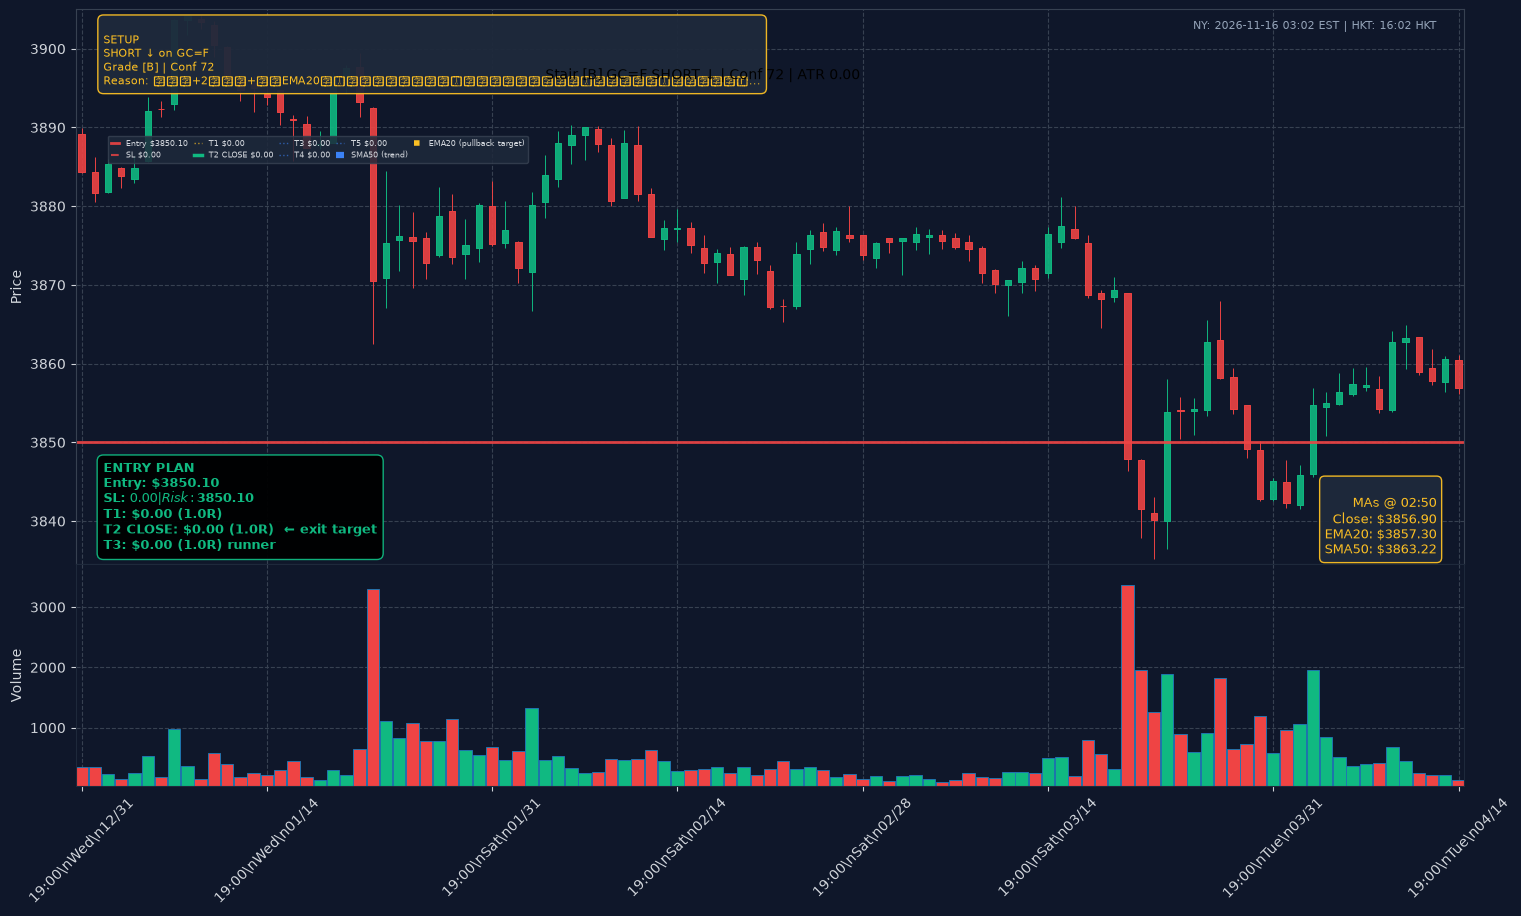 NY: 2026-11-16 03:02 EST | HKT: 16:02 HKT
SETUP
SHORT ↓ on GC=F
Grade [B] | Conf 72
Stair [B] GC=F SHORT ↓ | Conf 72 | ATR 0.00
Reason: +2 + EMA20 ...
Entry $3850.10
SL $0.00
T1 $0.00
T2 CLOSE $0.00
T3 $0.00
T4 $0.00
T5 $0.00
SMA50 (trend)
EMA20 (pullback target)
Price
3900
3890
3880
3870
3860
3850
3840
ENTRY PLAN
Entry: $3850.10
SL: 0.00|Risk:3850.10
T1: $0.00 (1.0R)
T2 CLOSE: $0.00 (1.0R) ← exit target
T3: $0.00 (1.0R) runner
MAs @ 02:50
Close: $3856.90
EMA20: $3857.30
SMA50: $3863.22
Volume
3000
2000
1000
19:00\nWed\n12/31
19:00\nWed\n01/14
19:00\nSat\n01/31
19:00\nSat\n02/14
19:00\nSat\n02/28
19:00\nSat\n03/14
19:00\nTue\n03/31
19:00\nTue\n04/14